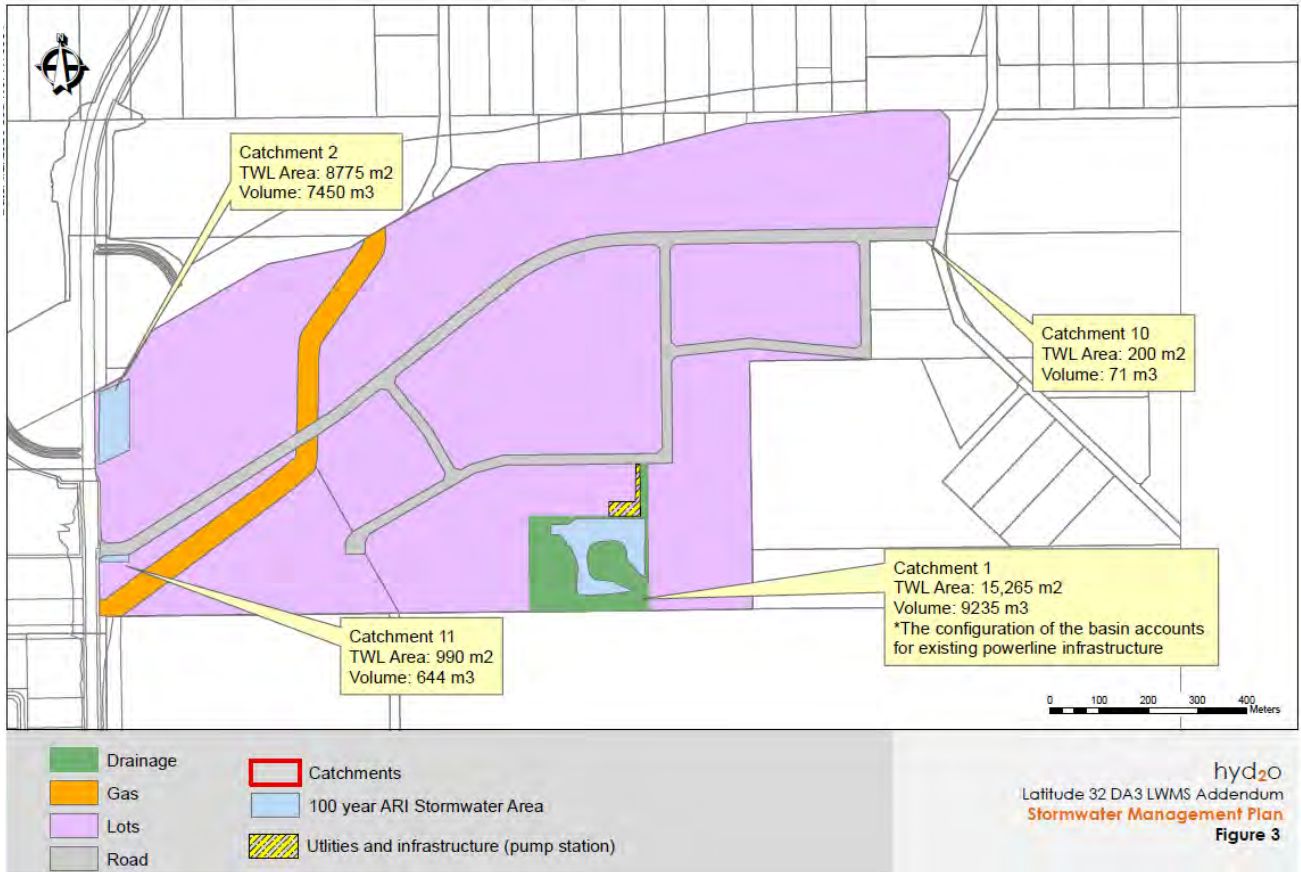 N
Catchment 2
TWL Area: 8775 m2
Volume: 7450 m3
Catchment 10
TWL Area: 200 m2
Volume: 71 m3
Catchment 1
TWL Area: 15,265 m2
Volume: 9235 m3
*The configuration of the basin accounts
for existing powerline infrastructure
Catchment 11
TWL Area: 990 m2
Volume: 644 m3
0 100 200 300 400
Meters
Drainage
Gas
Lots
Road
Catchments
100 year ARI Stormwater Area
Utlities and infrastructure (pump station)
hyd2o
Latitude 32 DA3 LWMS Addendum
Stormwater Management Plan
Figure 3